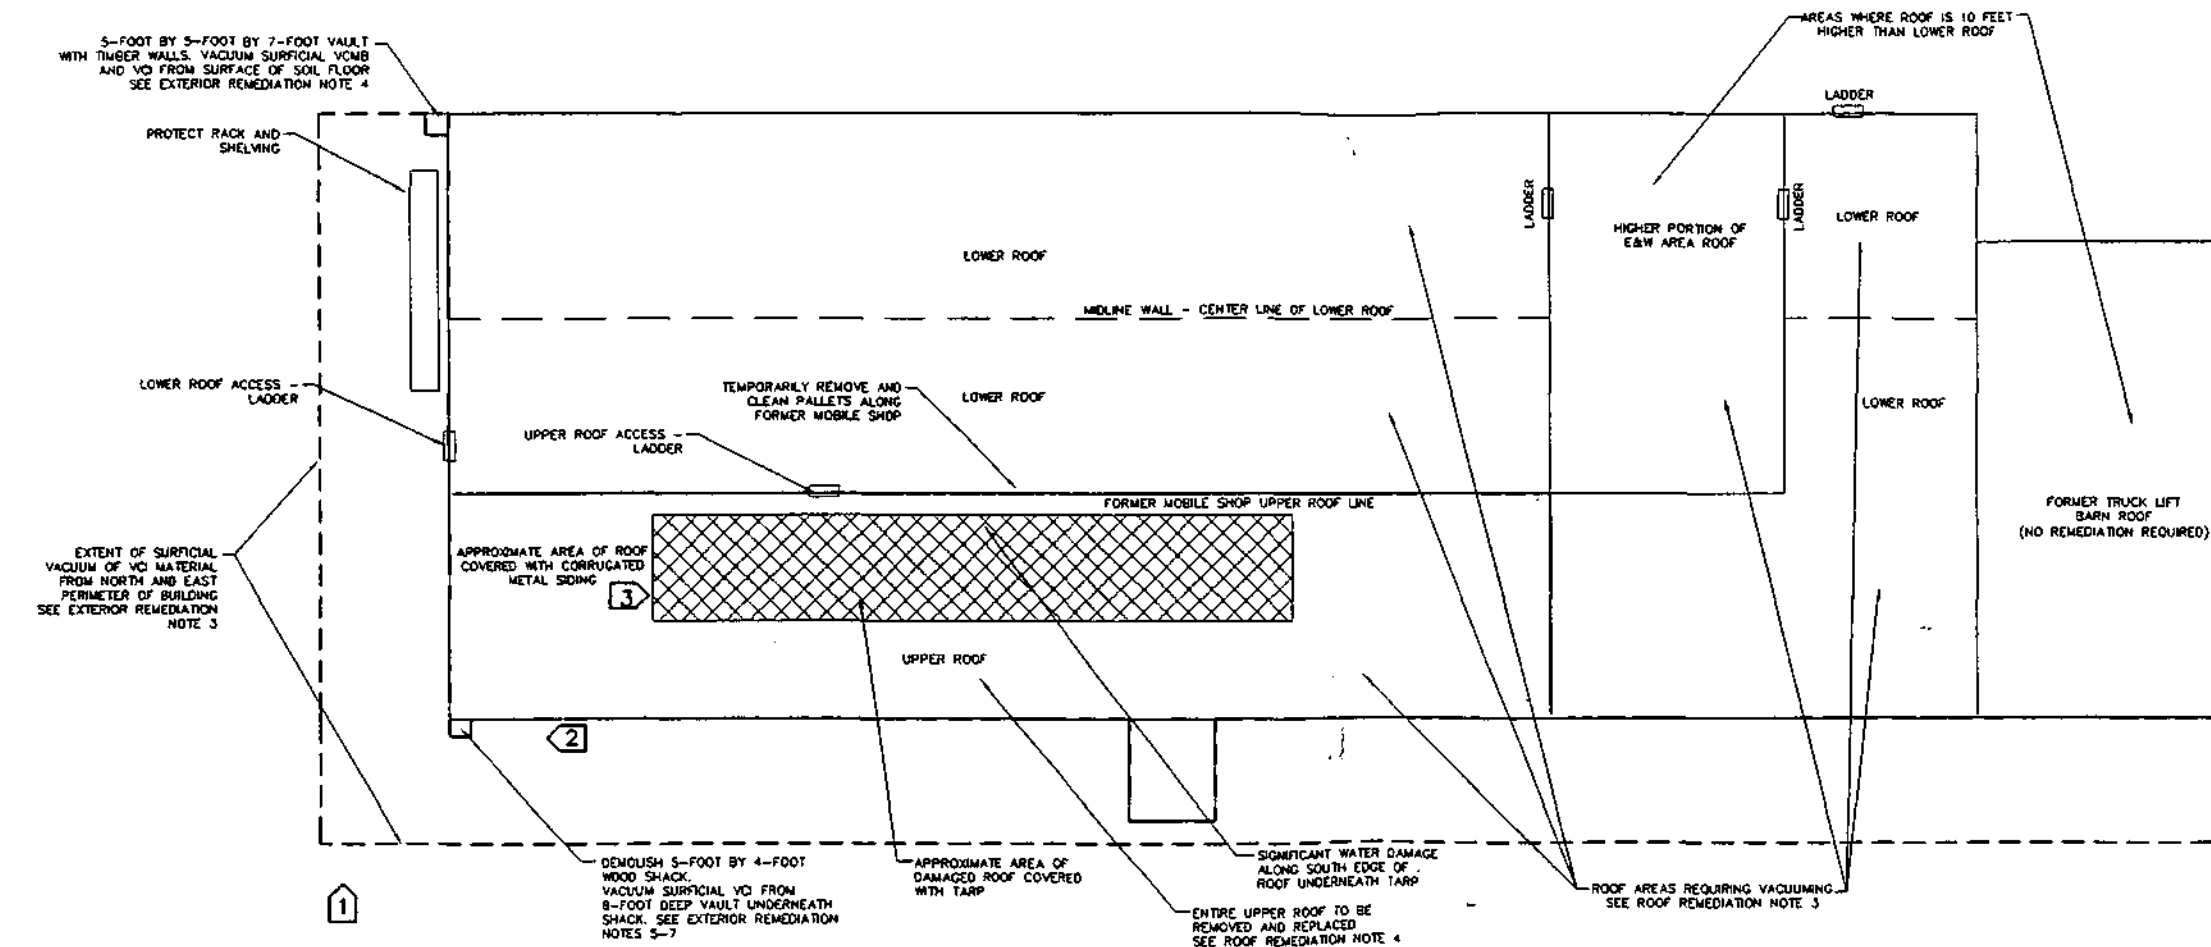 5-FOOT BY 5-FOOT BY 7-FOOT VAULT
WITH TIMBER WALLS. VACUUM SURFICIAL VCMB
AND VCI FROM SURFACE OF SOIL FLOOR
SEE EXTERIOR REMEDIATION NOTE 4
PROTECT RACK AND
SHELVING
AREAS WHERE ROOF IS 10 FEET
HIGHER THAN LOWER ROOF
LADDER
LADDER
LADDER
LOWER ROOF
HIGHER PORTION OF
E&W AREA ROOF
LOWER ROOF
MIDLINE WALL - CENTER LINE OF LOWER ROOF
LOWER ROOF ACCESS -
LADDER
TEMPORARILY REMOVE AND
CLEAN PALLETS ALONG
FORMER MOBILE SHOP
LOWER ROOF
LOWER ROOF
UPPER ROOF ACCESS -
LADDER
FORMER MOBILE SHOP UPPER ROOF LINE
FORMER TRUCK LIFT
BARN ROOF
(NO REMEDIATION REQUIRED)
EXTENT OF SURFICIAL
VACUUM OF VCI MATERIAL
FROM NORTH AND EAST
PERIMETER OF BUILDING
SEE EXTERIOR REMEDIATION
NOTE 3
APPROXIMATE AREA OF ROOF
COVERED WITH CORRUGATED
METAL SIDING
3
UPPER ROOF
2
1
DEMOLISH 5-FOOT BY 4-FOOT
WOOD SHACK.
VACUUM SURFICIAL VCI FROM
8-FOOT DEEP VAULT UNDERNEATH
SHACK. SEE EXTERIOR REMEDIATION
NOTES 5-7
APPROXIMATE AREA OF
DAMAGED ROOF COVERED
WITH TARP
SIGNIFICANT WATER DAMAGE
ALONG SOUTH EDGE OF
ROOF UNDERNEATH TARP
ENTIRE UPPER ROOF TO BE
REMOVED AND REPLACED
SEE ROOF REMEDIATION NOTE 4
ROOF AREAS REQUIRING VACUUMING
SEE ROOF REMEDIATION NOTE 3